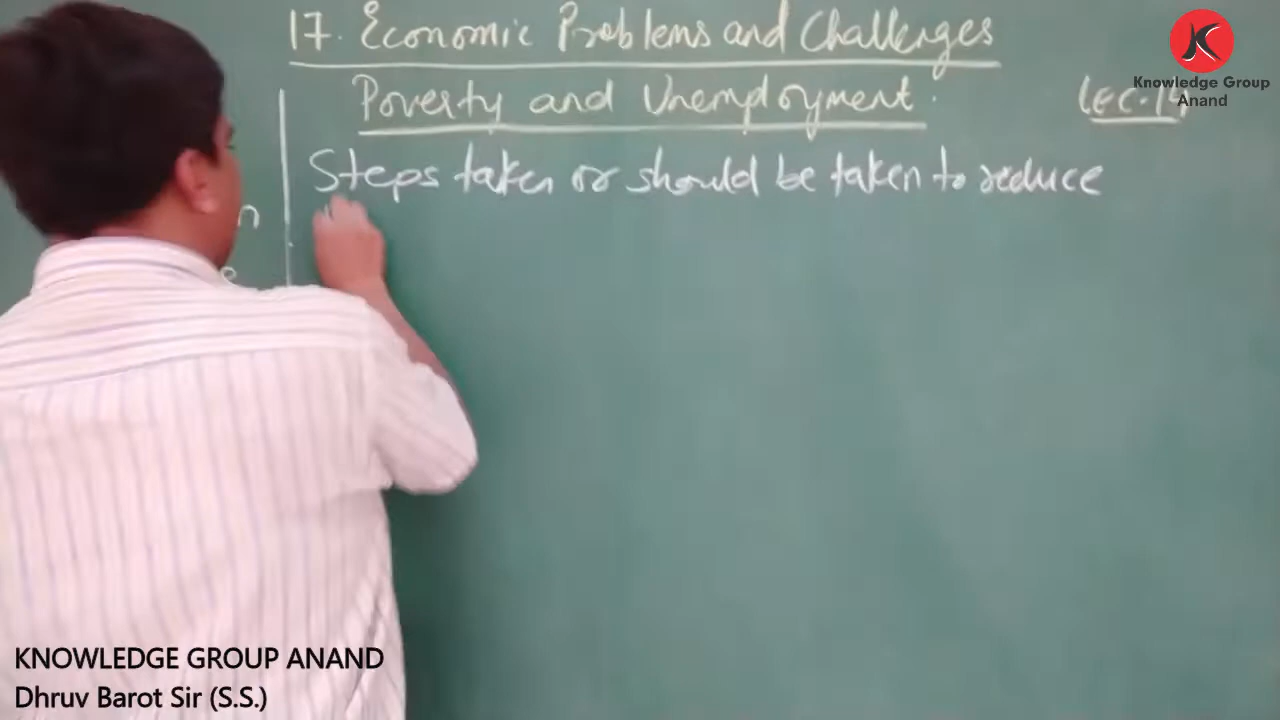 17. Economic Problems and Challenges
Poverty and Unemployment.
Lec-14
Knowledge Group
Anand
Steps taken or should be taken to reduce
n
e
KNOWLEDGE GROUP ANAND
Dhruv Barot Sir (S.S.)